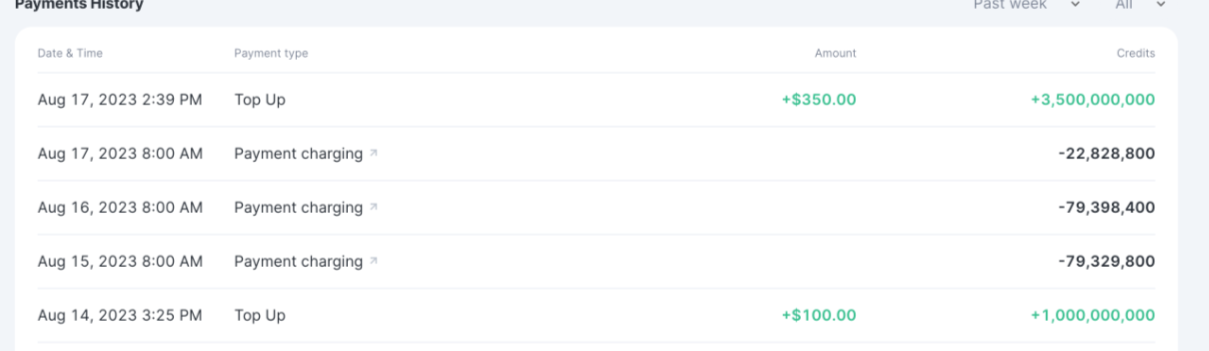 Payments History Past week All
Date & Time Payment type Amount Credits
Aug 17, 2023 2:39 PM Top Up +$350.00 +3,500,000,000
Aug 17, 2023 8:00 AM Payment charging -22,828,800
Aug 16, 2023 8:00 AM Payment charging -79,398,400
Aug 15, 2023 8:00 AM Payment charging -79,329,800
Aug 14, 2023 3:25 PM Top Up +$100.00 +1,000,000,000